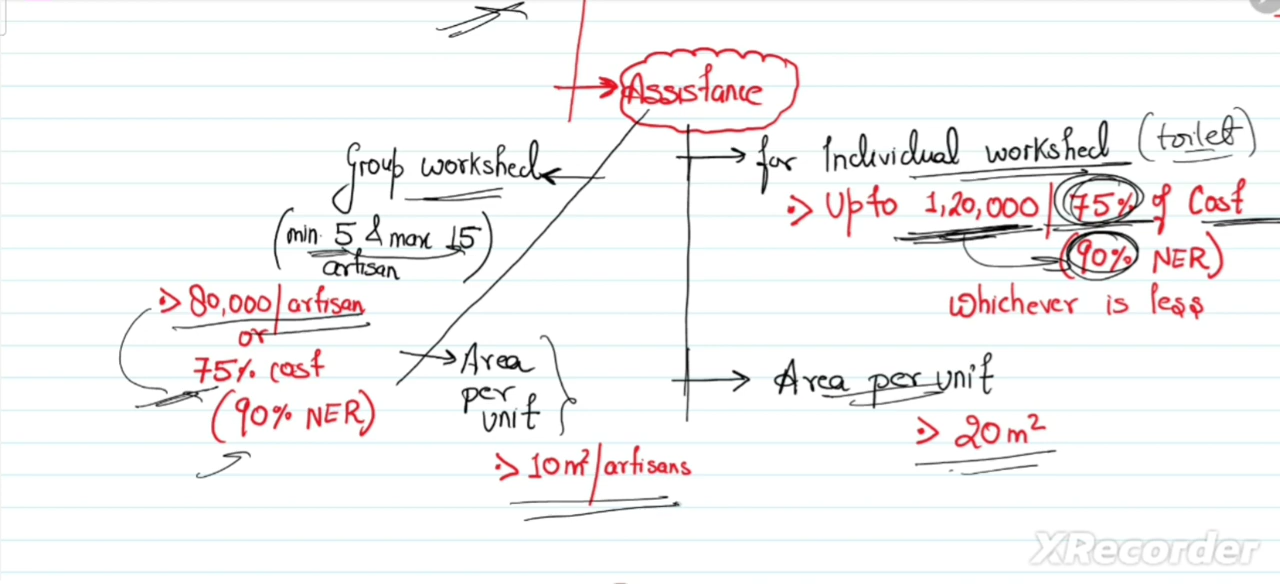 Assistance
for Individual workshed (toilet)
:> Up to 1,20,000 / 75% of Cost
(90% NER)
Whichever is less
Area per unit
:> 20m²
Group workshed
(min. 5 & max 15)
artisan
:> 80,000/artisan
or
75% cost
(90% NER)
Area
per
unit
:> 10m²/artisans
XRecorder